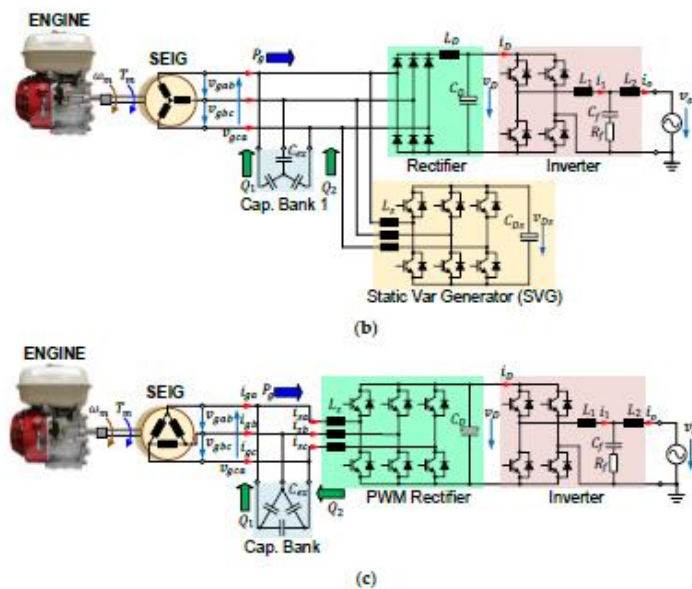 ENGINE
SEIG
ωm Tm
Pg
vgab
vgbc
vgca
Cex
Q1 Q2
Cap. Bank 1
LD
iD
CD
vD
L1 i1 L2 io
Cf
Rf
Rectifier
Inverter
Ls
CDs vDs
Static Var Generator (SVG)
(b)
ENGINE
SEIG
ωm Tm
iga Pg
vgab igb
vgbc igc
vgca
isa
isb
isc
Cex
Q1 Q2
Cap. Bank
CD
iD
vD
L1 i1 L2 io
Cf
Rf
PWM Rectifier
Inverter
(c)